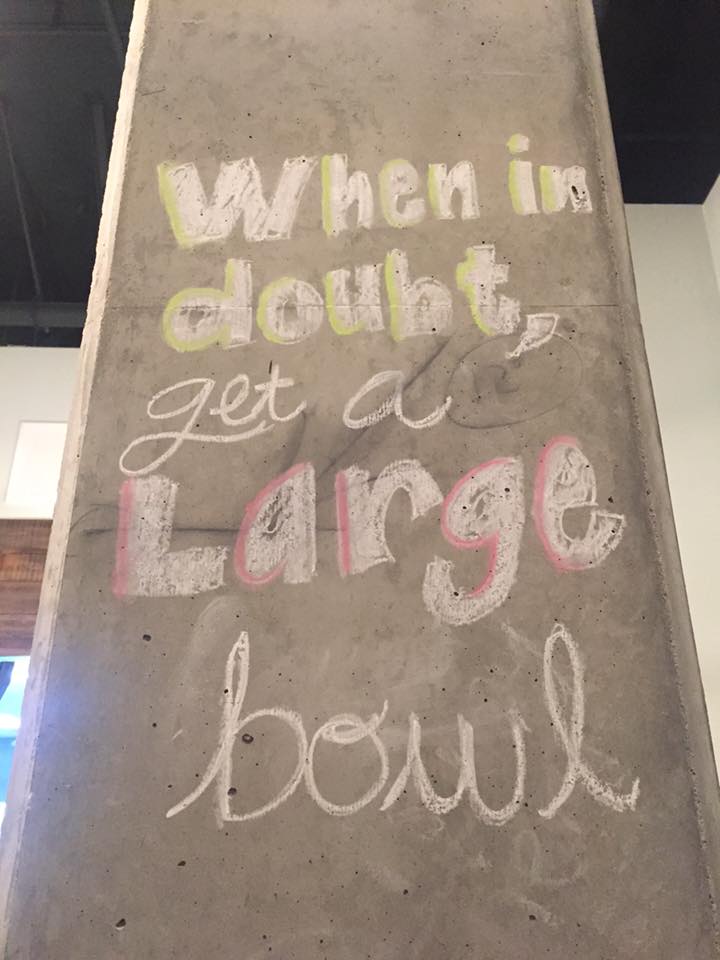 When in
doubt,
get a
Large
bowl